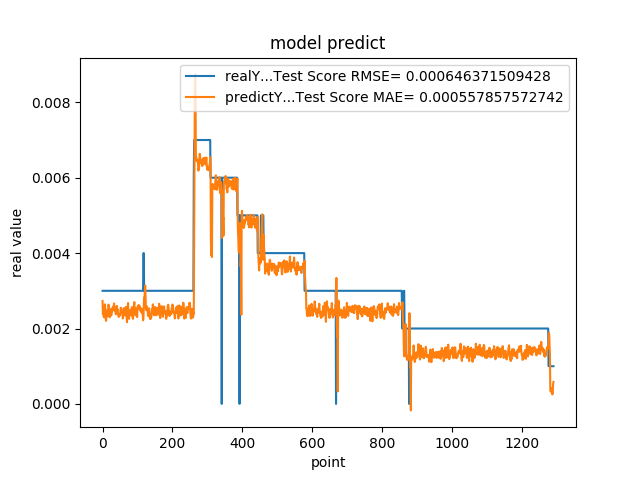 model predict
realY...Test Score RMSE= 0.000646371509428
predictY...Test Score MAE= 0.000557857572742
0.008
0.006
0.004
0.002
0.000
real value
0 200 400 600 800 1000 1200
point